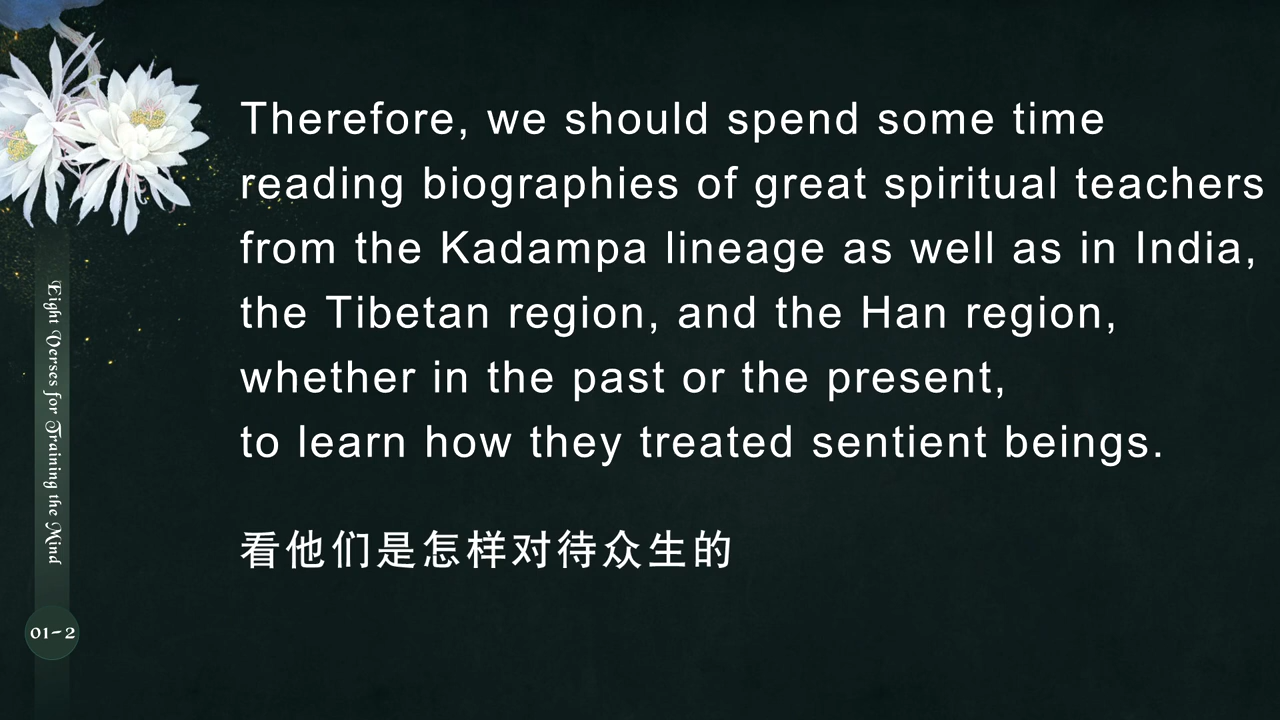 Therefore, we should spend some time
reading biographies of great spiritual teachers
from the Kadampa lineage as well as in India,
the Tibetan region, and the Han region,
whether in the past or the present,
to learn how they treated sentient beings.
看他们是怎样对待众生的
Eight Verses for Training the Mind
01-2